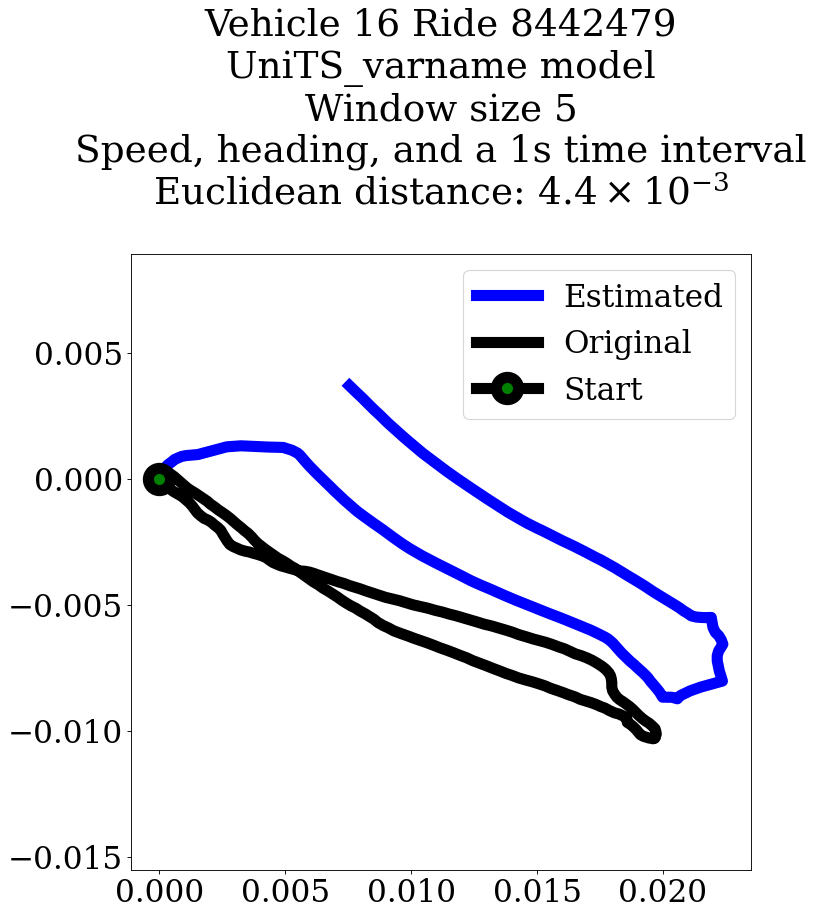 Vehicle 16 Ride 8442479
UniTS_varname model
Window size 5
Speed, heading, and a 1s time interval
Euclidean distance: 4.4 × 10⁻³
Estimated
Original
Start
0.005
0.000
−0.005
−0.010
−0.015
0.000 0.005 0.010 0.015 0.020